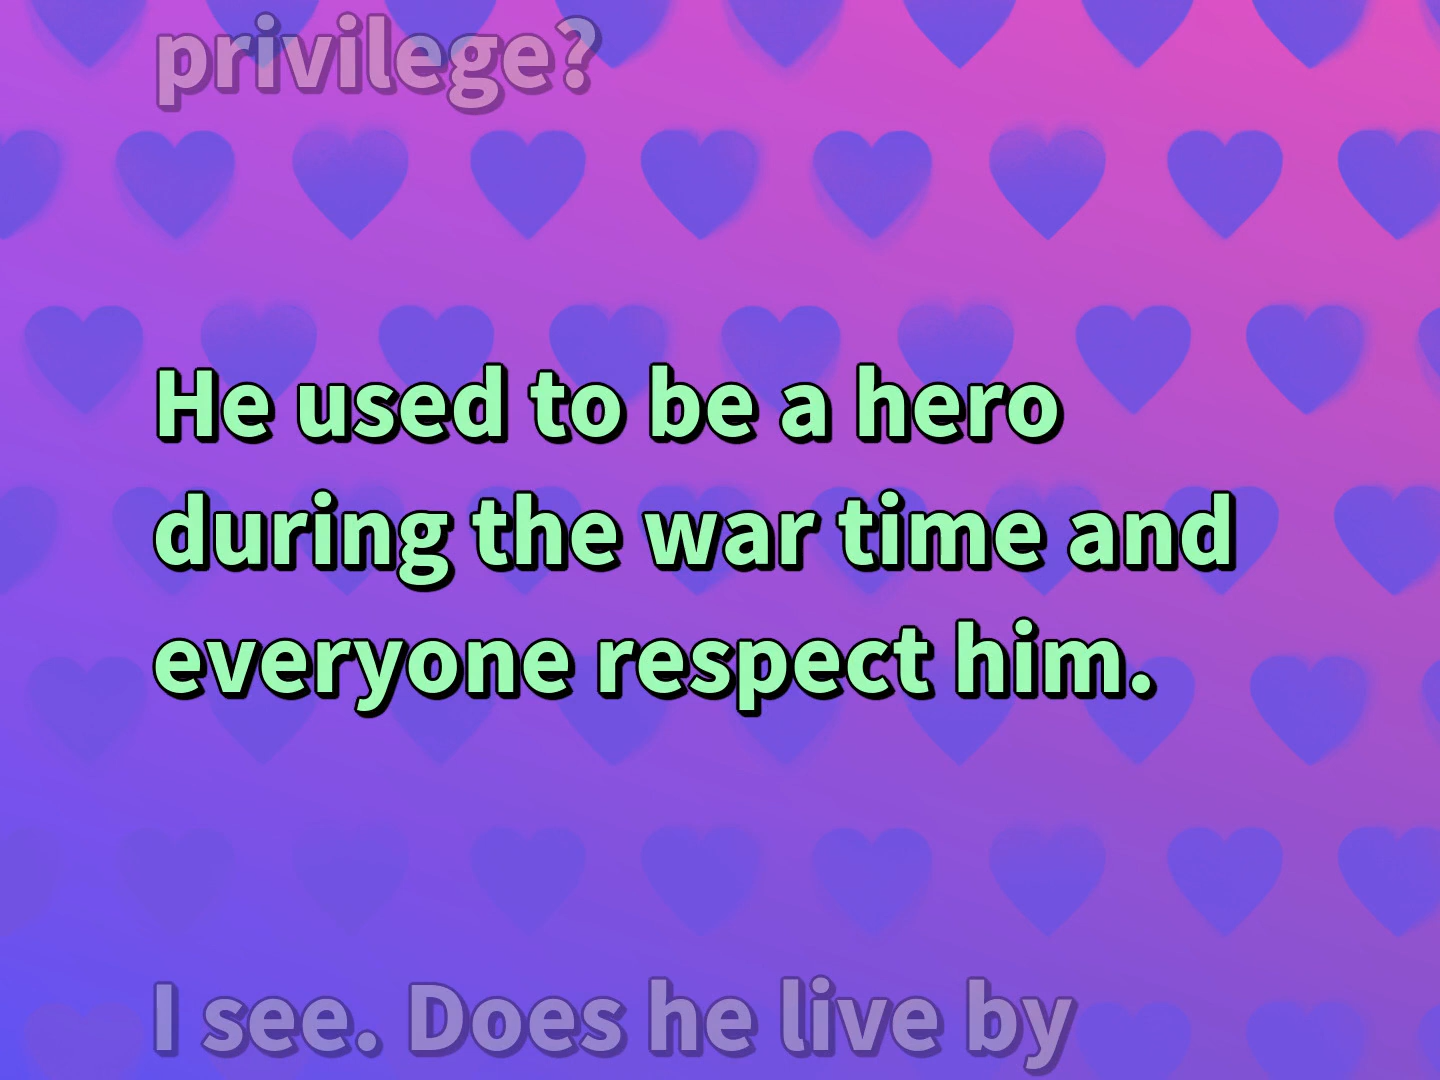 privilege?
He used to be a hero
during the war time and
everyone respect him.
I see. Does he live by